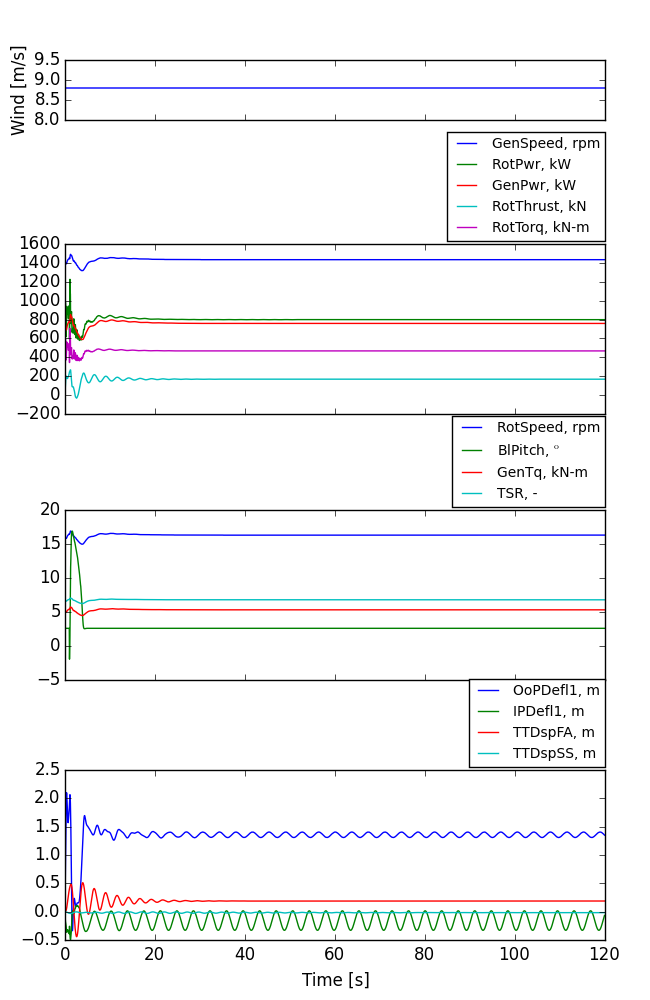 Wind [m/s]
9.5
9.0
8.5
8.0
GenSpeed, rpm
RotPwr, kW
GenPwr, kW
RotThrust, kN
RotTorq, kN-m
1600
1400
1200
1000
800
600
400
200
0
−200
RotSpeed, rpm
BlPitch, °
GenTq, kN-m
TSR, -
20
15
10
5
0
−5
OoPDefl1, m
IPDefl1, m
TTDspFA, m
TTDspSS, m
2.5
2.0
1.5
1.0
0.5
0.0
−0.5
0 20 40 60 80 100 120
Time [s]